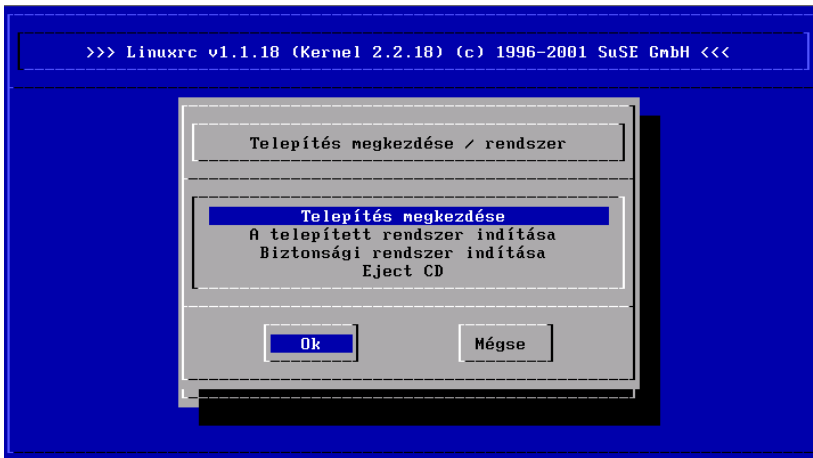 >>> Linuxrc v1.1.18 (Kernel 2.2.18) (c) 1996-2001 SuSE GmbH <<<
Telepítés megkezdése / rendszer
Telepítés megkezdése
A telepített rendszer indítása
Biztonsági rendszer indítása
Eject CD
Ok Mégse